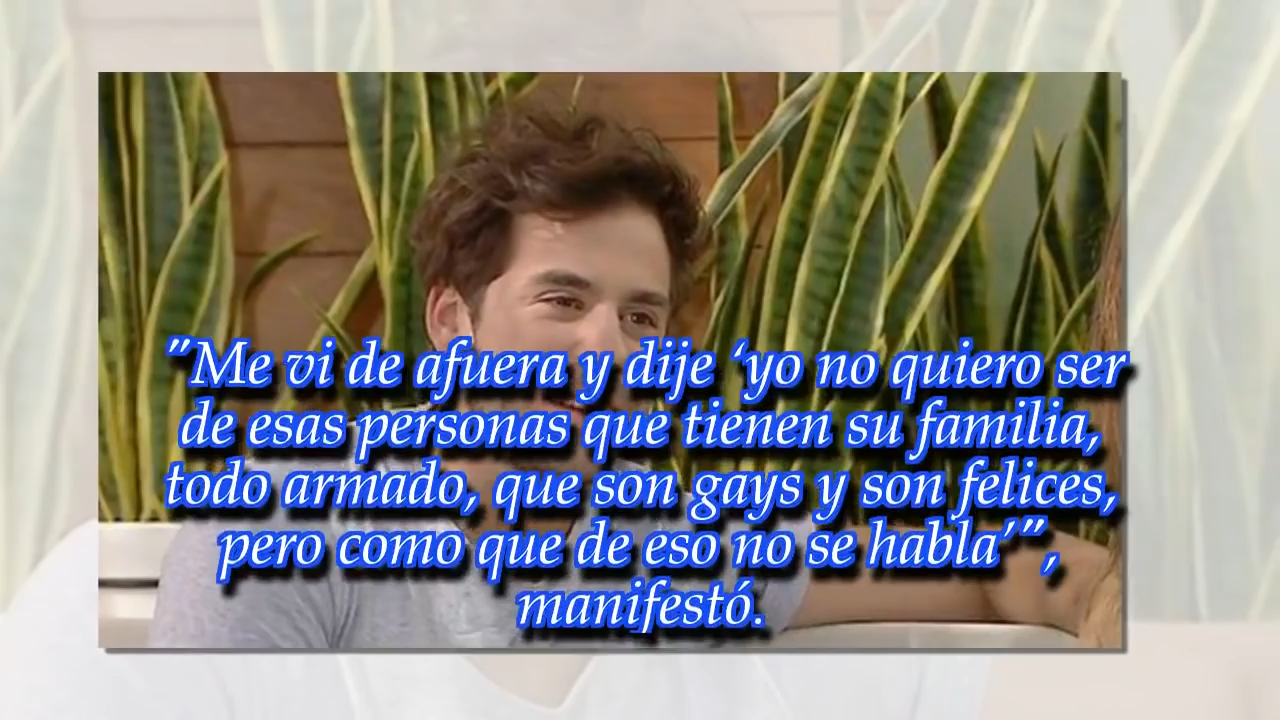 "Me vi de afuera y dije ‘yo no quiero ser
de esas personas que tienen su familia,
todo armado, que son gays y son felices,
pero como que de eso no se habla’",
manifestó.